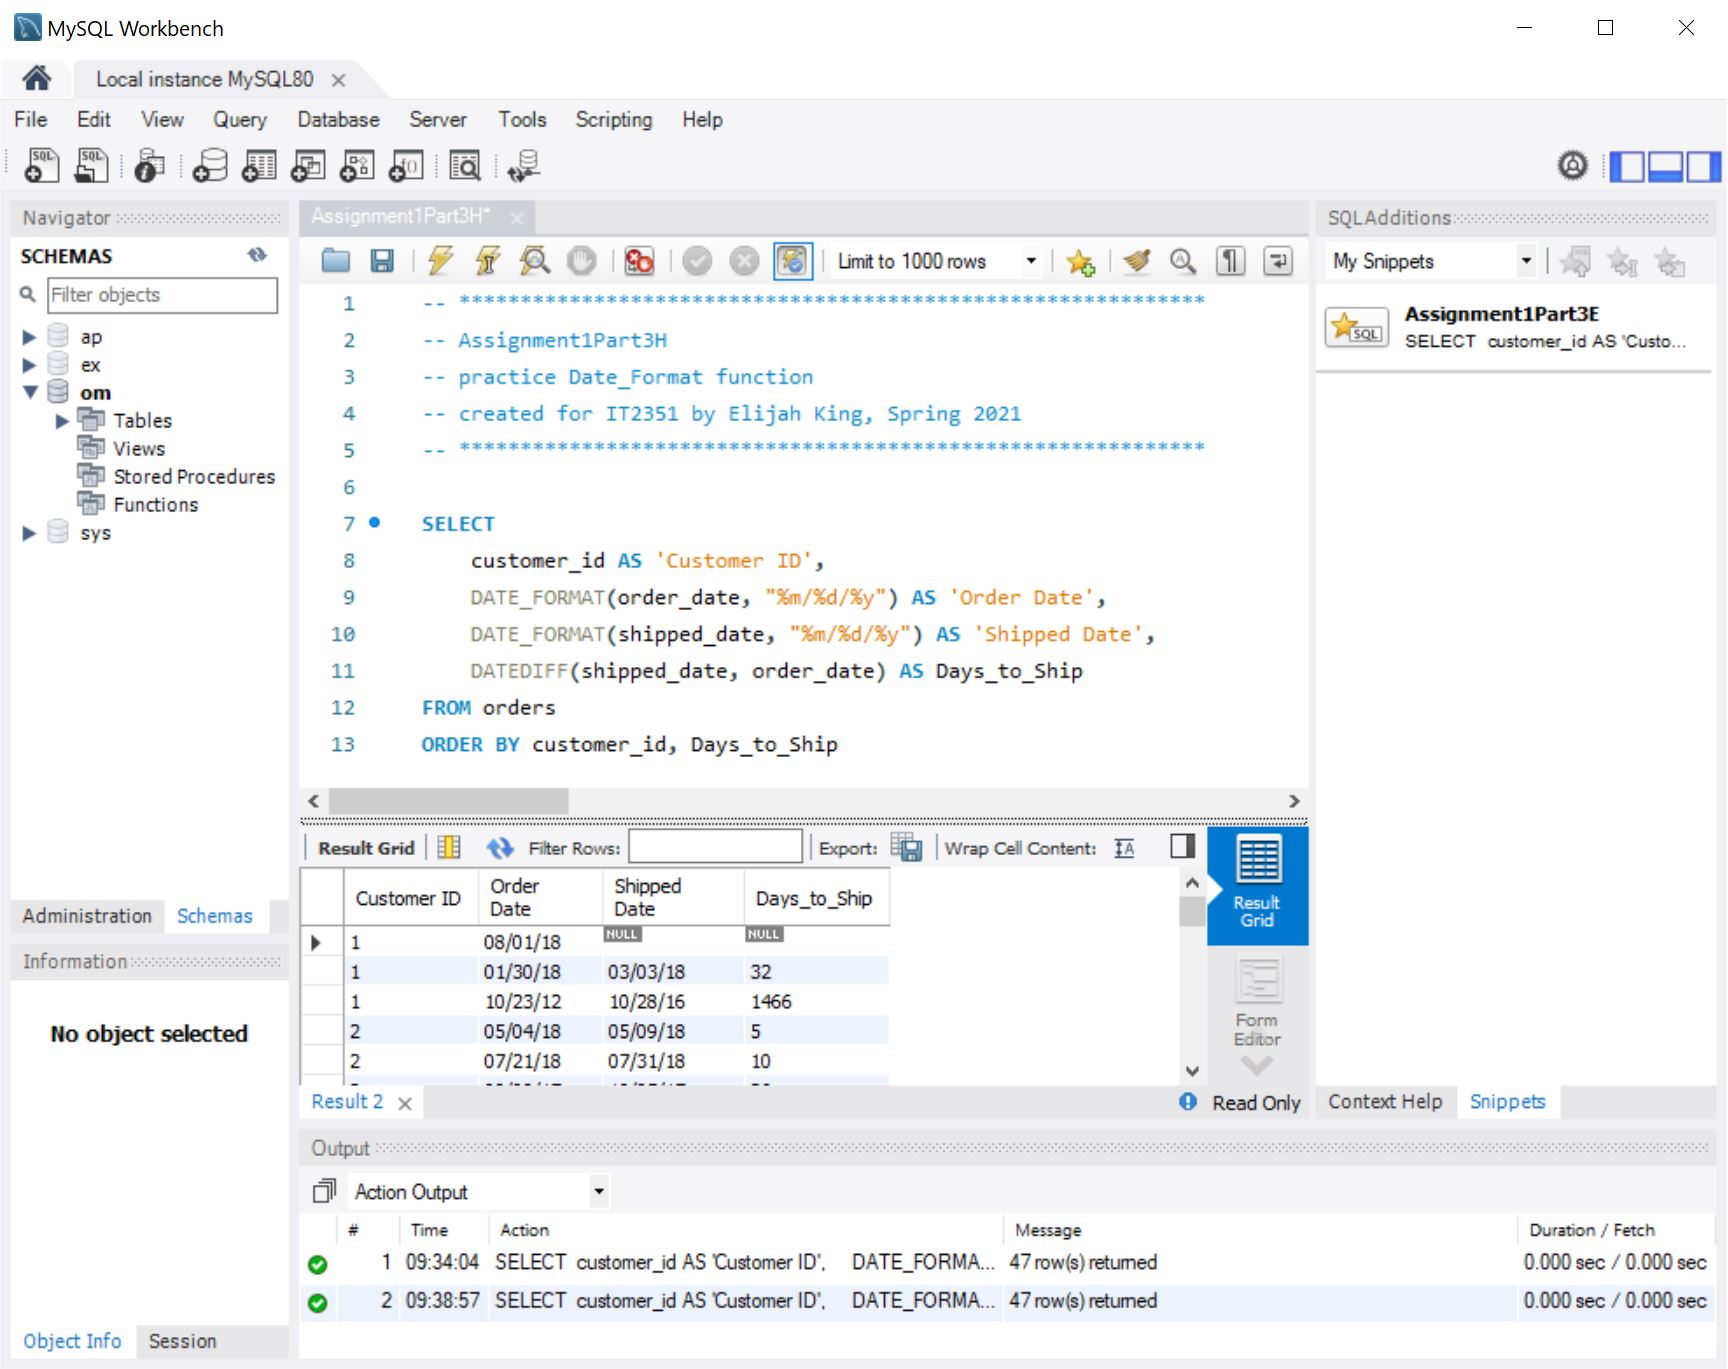 MySQL Workbench
Local instance MySQL80
File Edit View Query Database Server Tools Scripting Help
Navigator
SCHEMAS
Filter objects
ap
ex
om
Tables
Views
Stored Procedures
Functions
sys
Administration Schemas
Information
No object selected
Object Info Session
Assignment1Part3H*
Limit to 1000 rows
1 -- *************************************************************
2 -- Assignment1Part3H
3 -- practice Date_Format function
4 -- created for IT2351 by Elijah King, Spring 2021
5 -- *************************************************************
6
7 SELECT
8 customer_id AS 'Customer ID',
9 DATE_FORMAT(order_date, "%m/%d/%y") AS 'Order Date',
10 DATE_FORMAT(shipped_date, "%m/%d/%y") AS 'Shipped Date',
11 DATEDIFF(shipped_date, order_date) AS Days_to_Ship
12 FROM orders
13 ORDER BY customer_id, Days_to_Ship
Result Grid Filter Rows: Export: Wrap Cell Content:
Customer ID Order Date Shipped Date Days_to_Ship
1 08/01/18 NULL NULL
1 01/30/18 03/03/18 32
1 10/23/12 10/28/16 1466
2 05/04/18 05/09/18 5
2 07/21/18 07/31/18 10
Result Grid
Form Editor
Result 2
Read Only
SQLAdditions
My Snippets
Assignment1Part3E
SELECT customer_id AS 'Custo...
Context Help Snippets
Output
Action Output
# Time Action Message Duration / Fetch
1 09:34:04 SELECT customer_id AS 'Customer ID', DATE_FORMA... 47 row(s) returned 0.000 sec / 0.000 sec
2 09:38:57 SELECT customer_id AS 'Customer ID', DATE_FORMA... 47 row(s) returned 0.000 sec / 0.000 sec